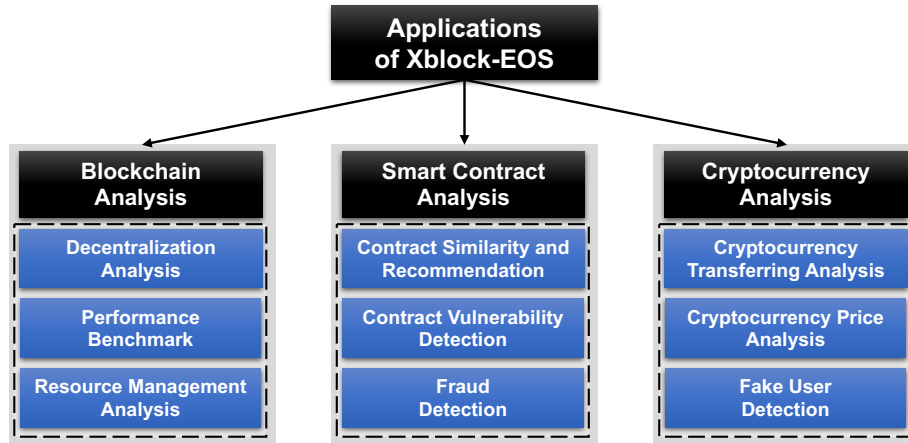 Applications
of Xblock-EOS
Blockchain
Analysis
Decentralization
Analysis
Performance
Benchmark
Resource Management
Analysis
Smart Contract
Analysis
Contract Similarity and
Recommendation
Contract Vulnerability
Detection
Fraud
Detection
Cryptocurrency
Analysis
Cryptocurrency
Transferring Analysis
Cryptocurrency Price
Analysis
Fake User
Detection